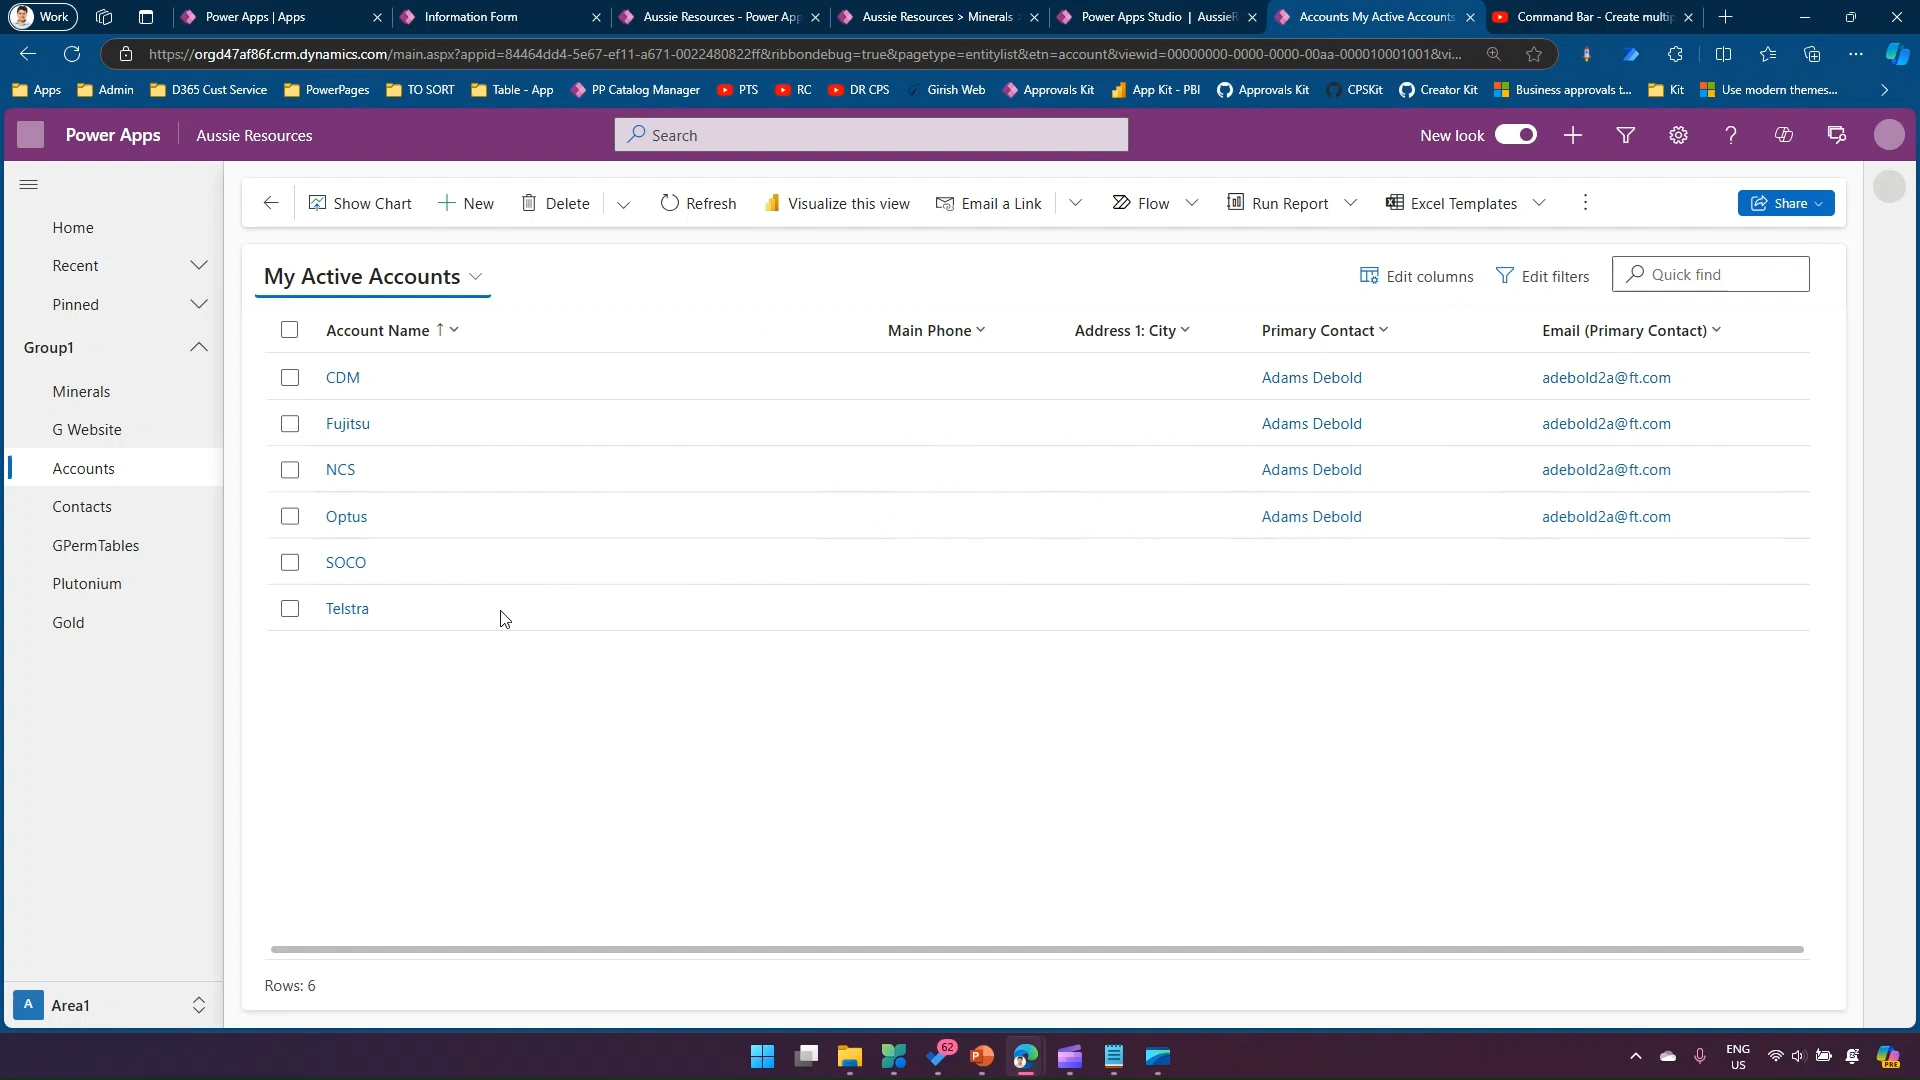 Work
Power Apps | Apps
Information Form
Aussie Resources - Power App
Aussie Resources > Minerals
Power Apps Studio | AussieR
Accounts My Active Accounts
Command Bar - Create multip
https://orgd47af86f.crm.dynamics.com/main.aspx?appid=84464dd4-5e67-ef11-a671-0022480822ff&ribbondebug=true&pagetype=entitylist&etn=account&viewid=00000000-0000-0000-00aa-000010001001&vi...
Apps
Admin
D365 Cust Service
PowerPages
TO SORT
Table - App
PP Catalog Manager
PTS
RC
DR CPS
Girish Web
Approvals Kit
App Kit - PBI
Approvals Kit
CPSKit
Creator Kit
Business approvals t...
Kit
Use modern themes...
Power Apps
Aussie Resources
Search
New look
Show Chart
New
Delete
Refresh
Visualize this view
Email a Link
Flow
Run Report
Excel Templates
Share
Home
Recent
Pinned
Group1
Minerals
G Website
Accounts
Contacts
GPermTables
Plutonium
Gold
A Area1
My Active Accounts
Edit columns
Edit filters
Quick find
Account Name ↑ Main Phone Address 1: City Primary Contact Email (Primary Contact)
CDM Adams Debold adebold2a@ft.com
Fujitsu Adams Debold adebold2a@ft.com
NCS Adams Debold adebold2a@ft.com
Optus Adams Debold adebold2a@ft.com
SOCO
Telstra
Rows: 6
62
ENG
US
PRE